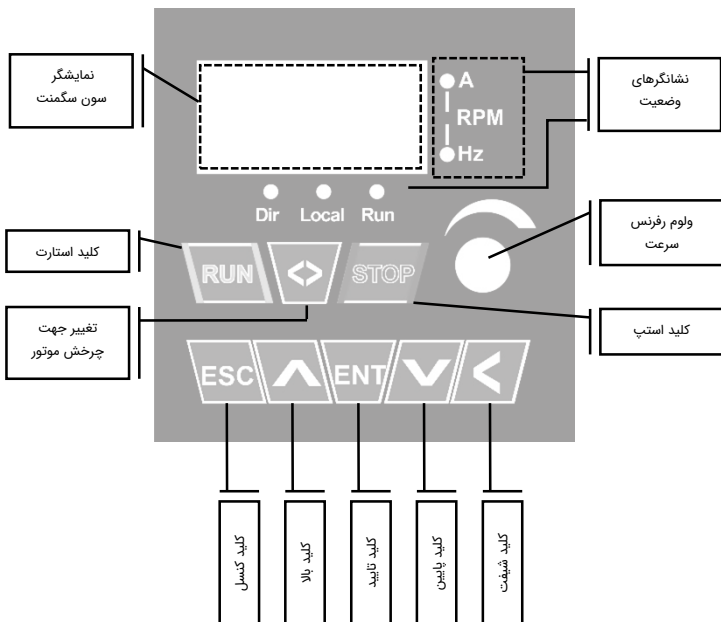 نمایشگر
سون سگمنت
نشانگرهای
وضعیت
A
RPM
Hz
Dir Local Run
ولوم رفرنس
سرعت
کلید استارت
RUN <> STOP
تغییر جهت
چرخش موتور
کلید استپ
ESC ENT
کلید کنسل
کلید بالا
کلید تایید
کلید پایین
کلید شیفت